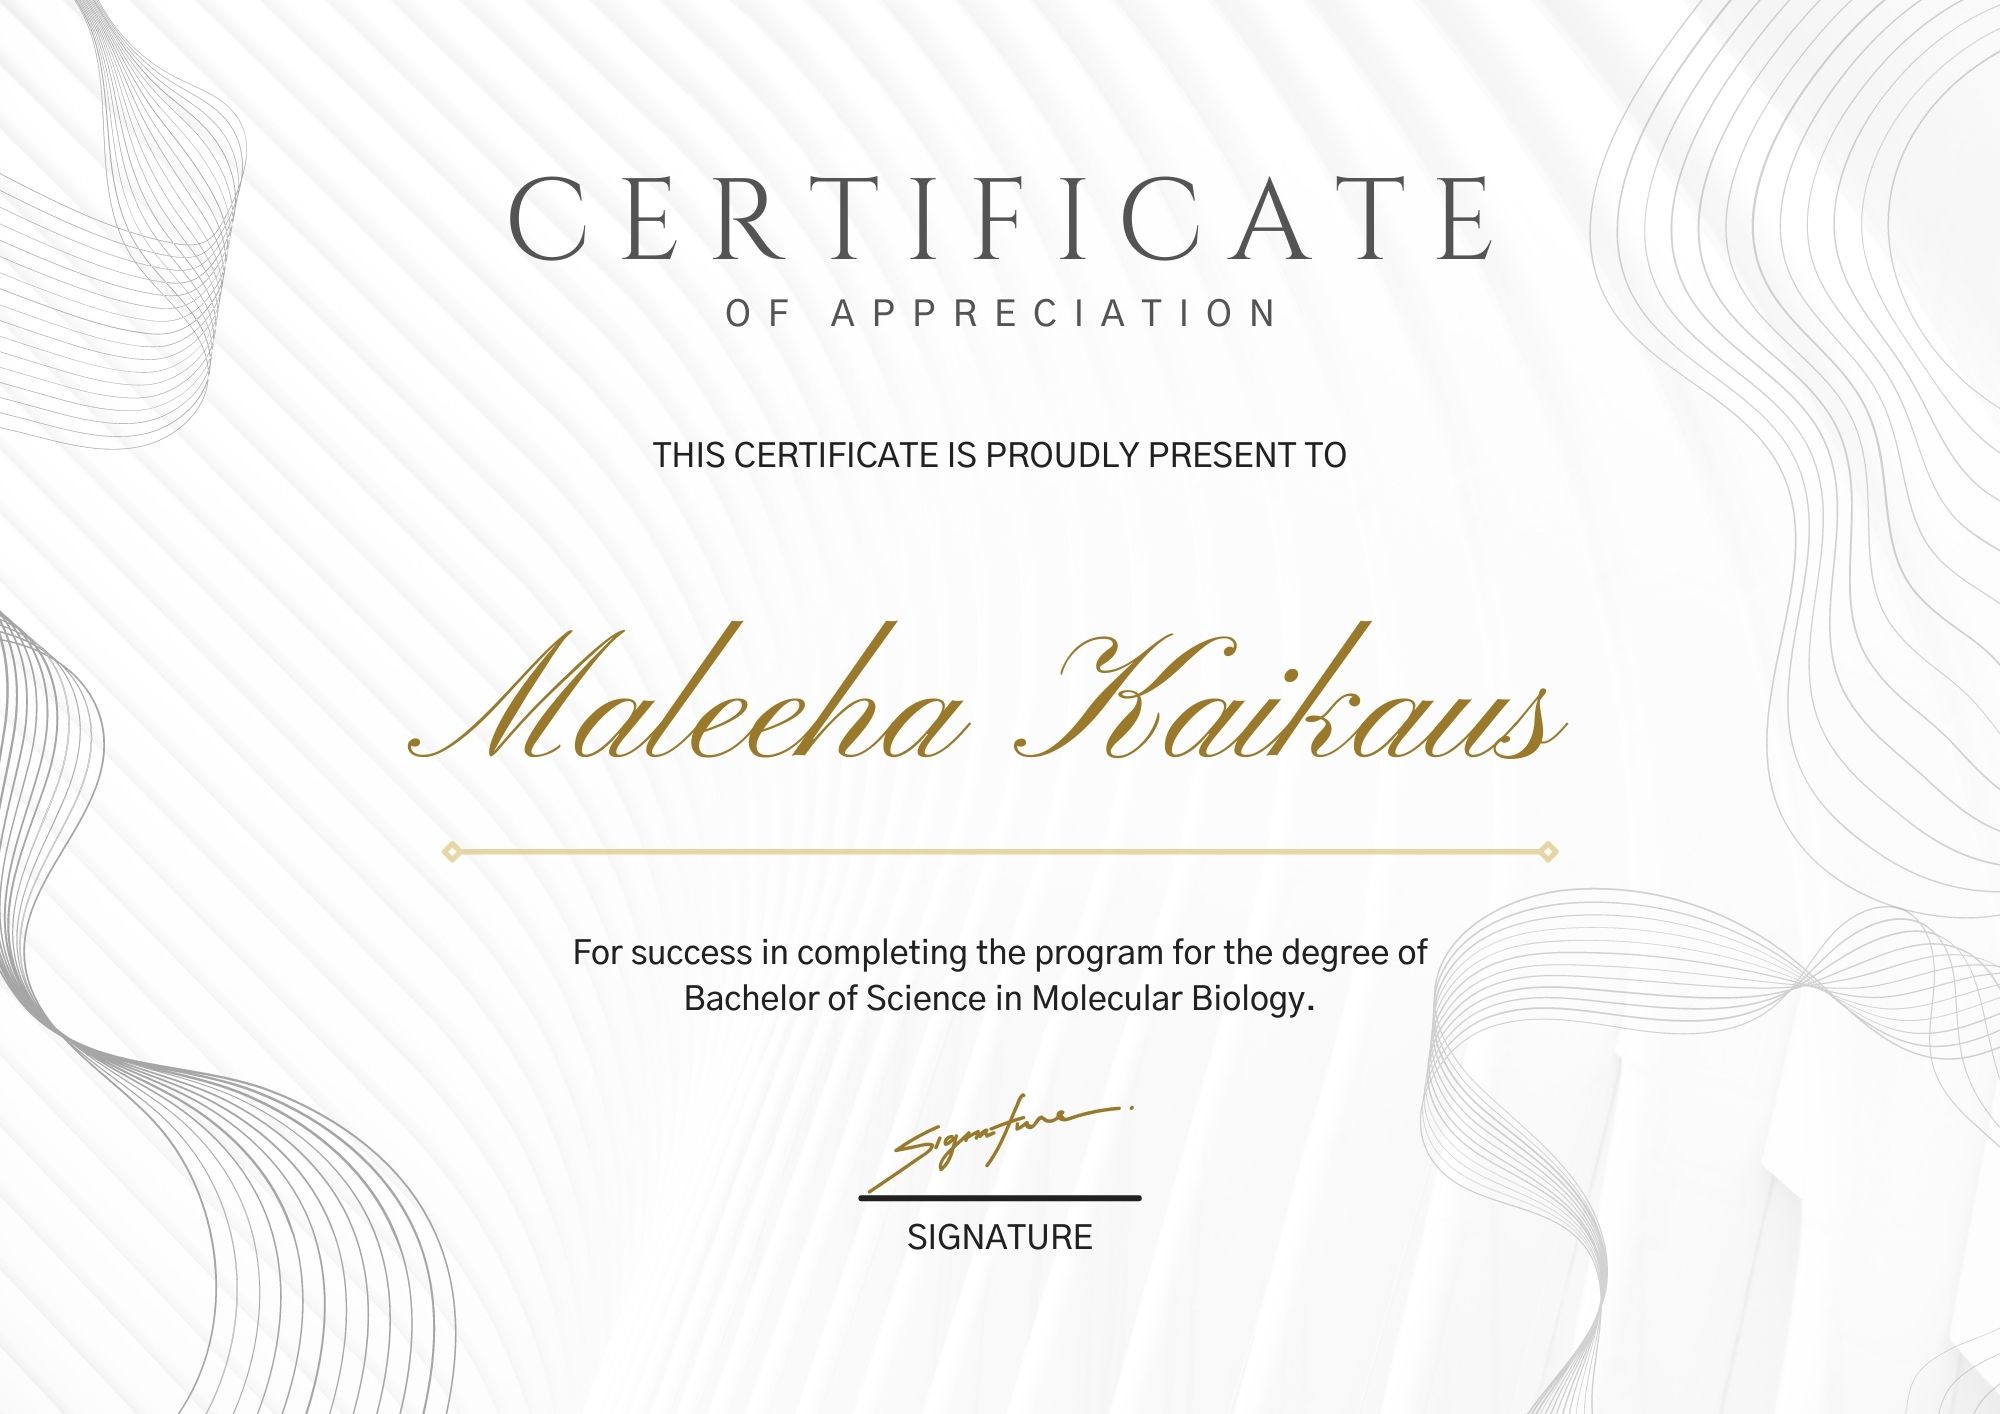 CERTIFICATE
OF APPRECIATION
THIS CERTIFICATE IS PROUDLY PRESENT TO
Maleeha Kaikaus
For success in completing the program for the degree of
Bachelor of Science in Molecular Biology.
Signature
SIGNATURE